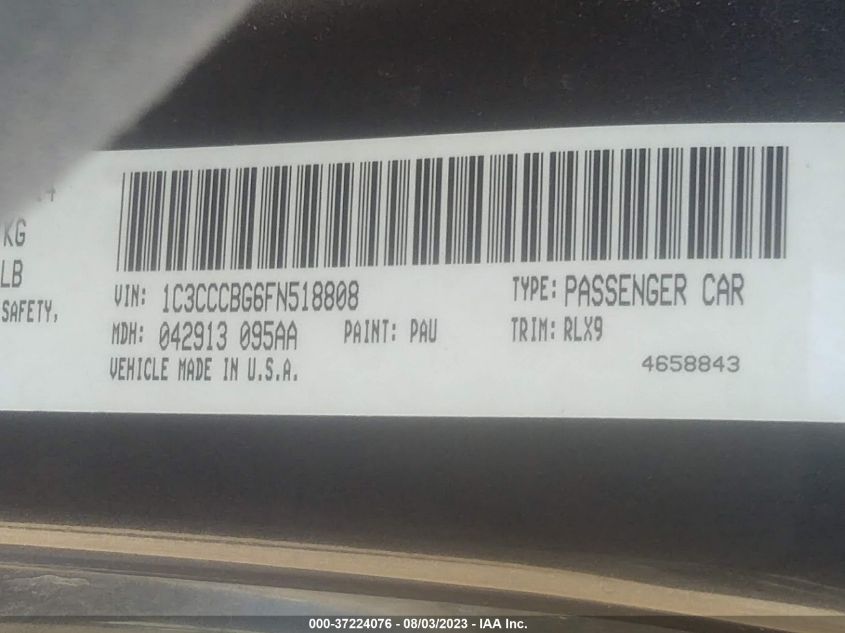 KG
LB
SAFETY,
VIN: 1C3CCCBG6FN518808 TYPE: PASSENGER CAR
MDH: 042913 095AA PAINT: PAU TRIM: RLX9
VEHICLE MADE IN U.S.A. 4658843
000-37224076 - 08/03/2023 - IAA Inc.